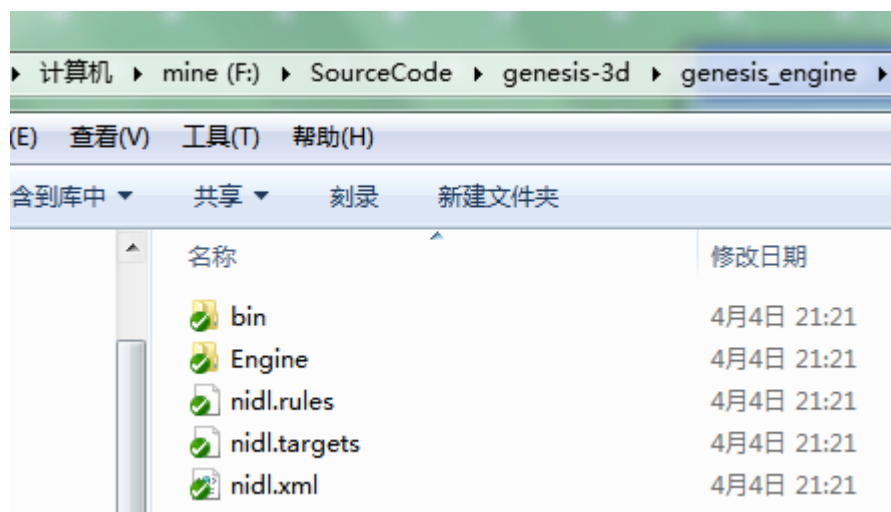 计算机 mine (F:) SourceCode genesis-3d genesis_engine
(E) 查看(V) 工具(T) 帮助(H)
含到库中 共享 刻录 新建文件夹
名称 修改日期
bin 4月4日 21:21
Engine 4月4日 21:21
nidl.rules 4月4日 21:21
nidl.targets 4月4日 21:21
nidl.xml 4月4日 21:21